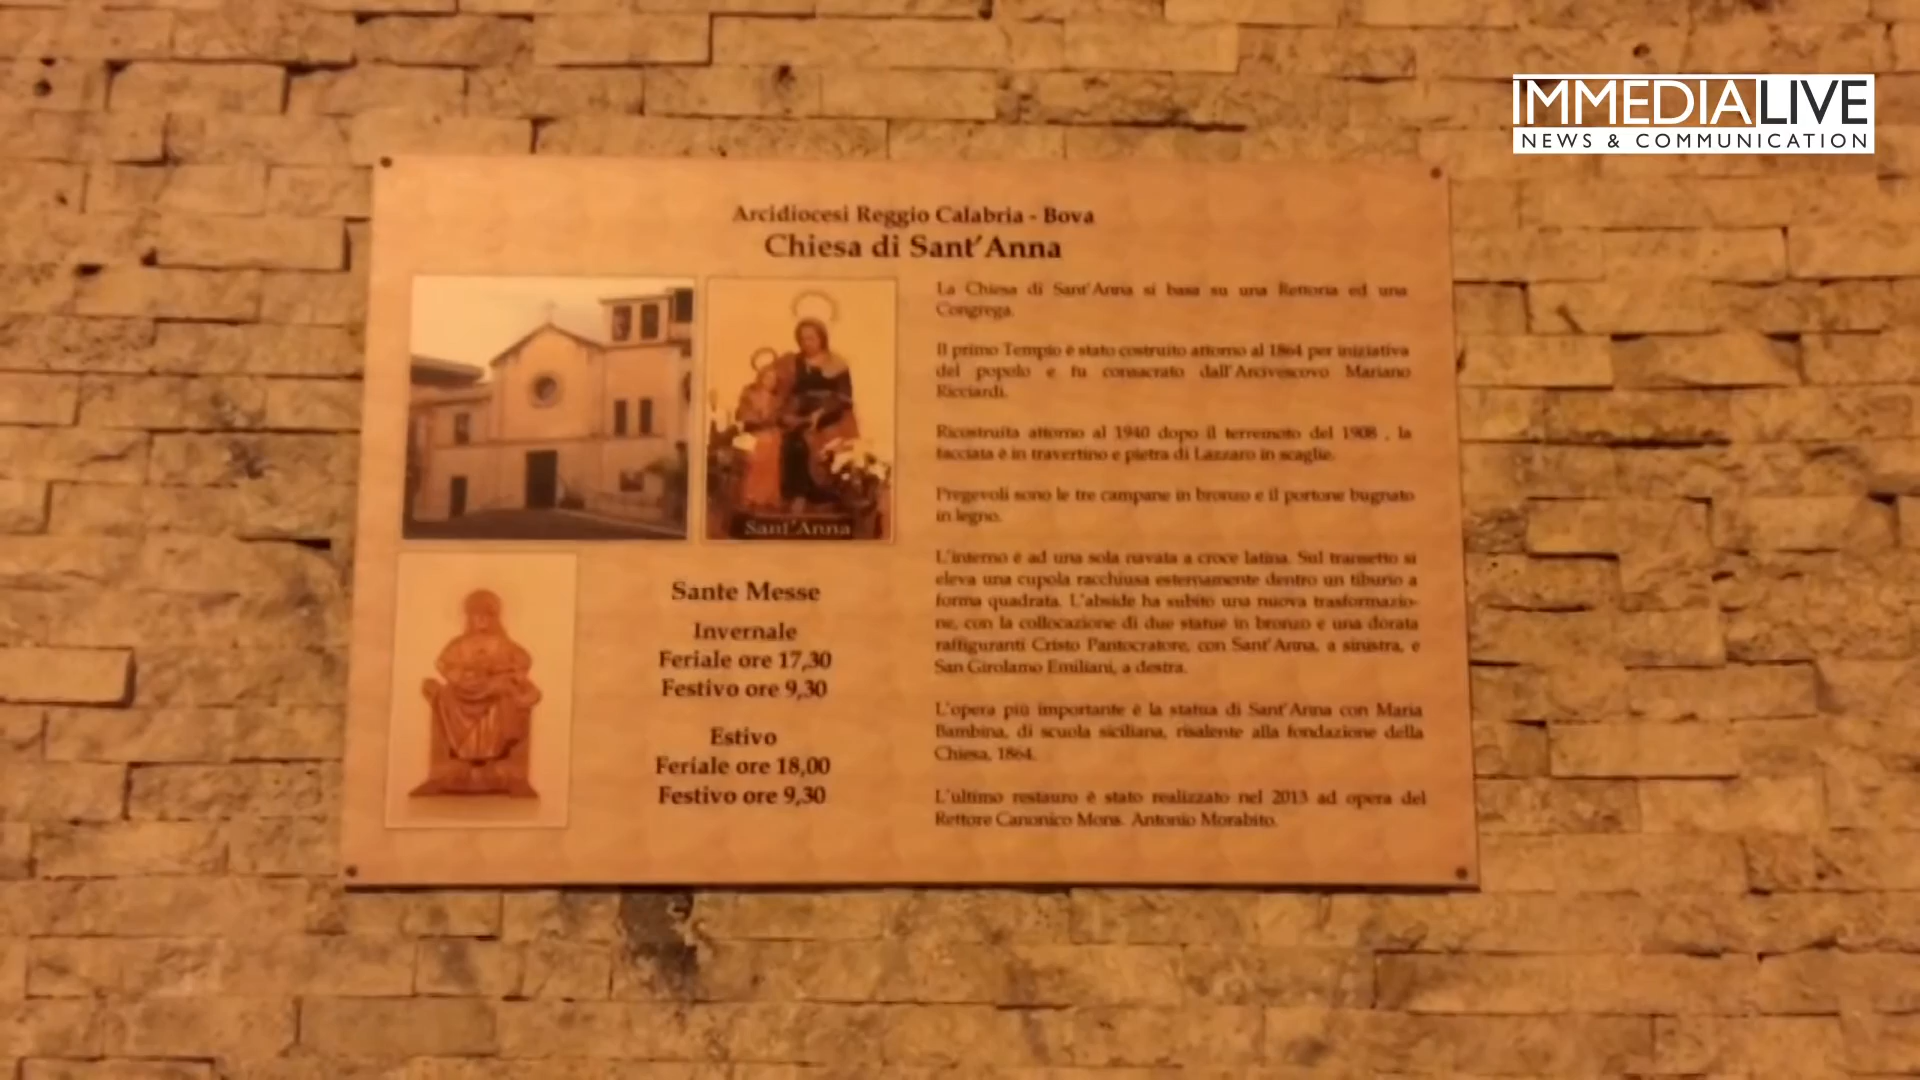 IMMEDIALIVE
NEWS & COMMUNICATION
Arcidiocesi Reggio Calabria - Bova
Chiesa di Sant'Anna
Sant'Anna
Sante Messe
Invernale
Feriale ore 17,30
Festivo ore 9,30
Estivo
Feriale ore 18,00
Festivo ore 9,30
La Chiesa di Sant'Anna si basa su una Rettoria ed una
Congrega.
Il primo Tempio è stato costruito attorno al 1864 per iniziativa
del popolo e fu consacrato dall'Arcivescovo Mariano
Ricciardi.
Ricostruita attorno al 1940 dopo il terremoto del 1908 , la
facciata è in travertino e pietra di Lazzaro in scaglie.
Pregevoli sono le tre campane in bronzo e il portone bugnato
in legno.
L'interno è ad una sola navata a croce latina. Sul transetto si
eleva una cupola racchiusa esternamente dentro un tiburio a
forma quadrata. L'abside ha subito una nuova trasformazio-
ne, con la collocazione di due statue in bronzo e una dorata
raffiguranti Cristo Pantocratore, con Sant'Anna, a sinistra, e
San Girolamo Emiliani, a destra.
L'opera più importante è la statua di Sant'Anna con Maria
Bambina, di scuola siciliana, risalente alla fondazione della
Chiesa, 1864.
L'ultimo restauro è stato realizzato nel 2013 ad opera del
Rettore Canonico Mons. Antonio Morabito.